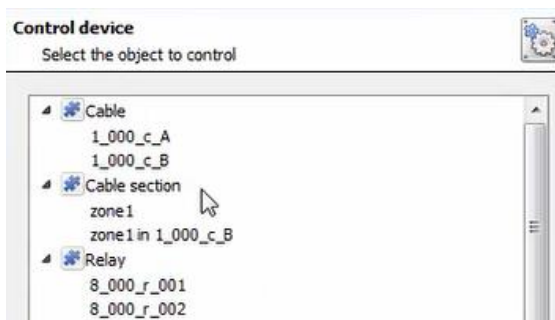 Control device
Select the object to control
Cable
1_000_c_A
1_000_c_B
Cable section
zone1
zone1 in 1_000_c_B
Relay
8_000_r_001
8_000_r_002